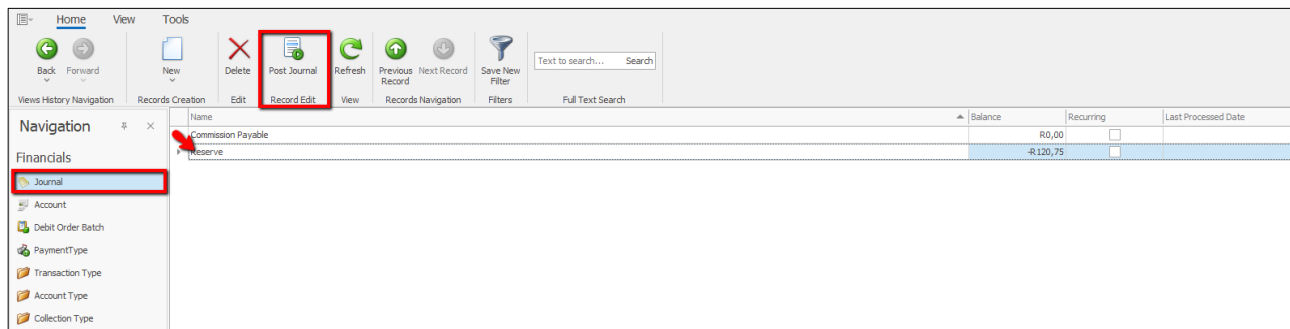 Home View Tools
Back Forward New Delete Post Journal Refresh Previous Record Next Record Save New Filter Text to search... Search
Views History Navigation Records Creation Edit Record Edit View Records Navigation Filters Full Text Search
Navigation
Name Balance Recurring Last Processed Date
Commission Payable R0,00
Reserve -R120,75
Financials
Journal
Account
Debit Order Batch
PaymentType
Transaction Type
Account Type
Collection Type